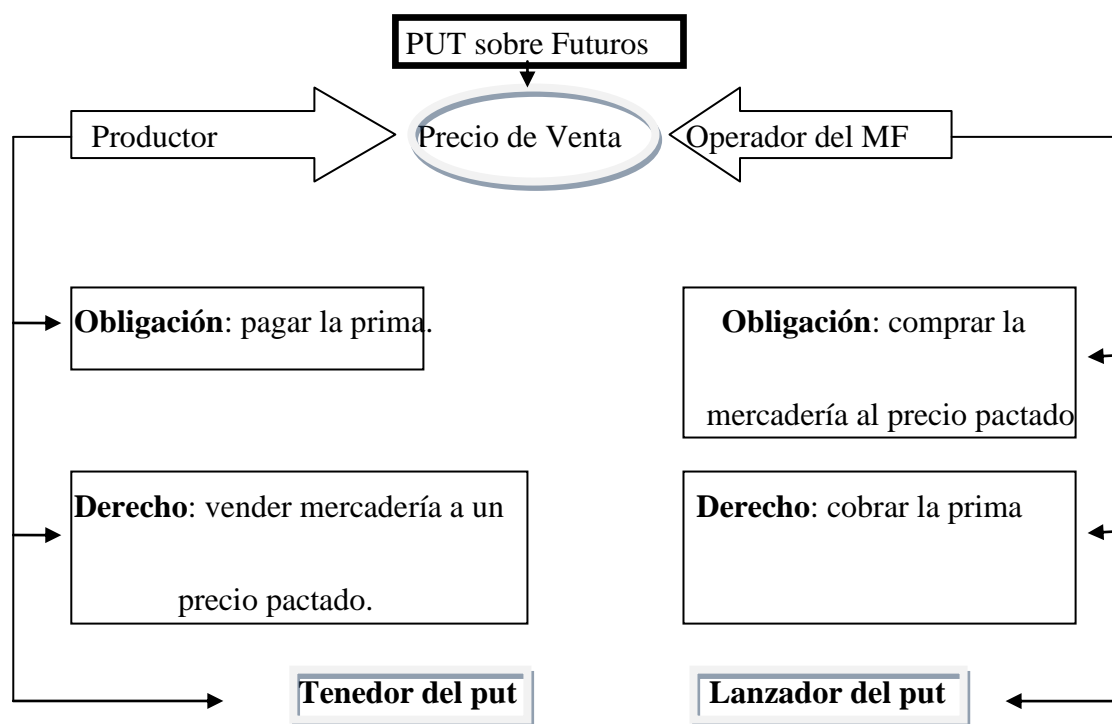 PUT sobre Futuros
Productor
Precio de Venta
Operador del MF
Obligación: pagar la prima.
Obligación: comprar la
mercadería al precio pactado
Derecho: vender mercadería a un
precio pactado.
Derecho: cobrar la prima
Tenedor del put
Lanzador del put